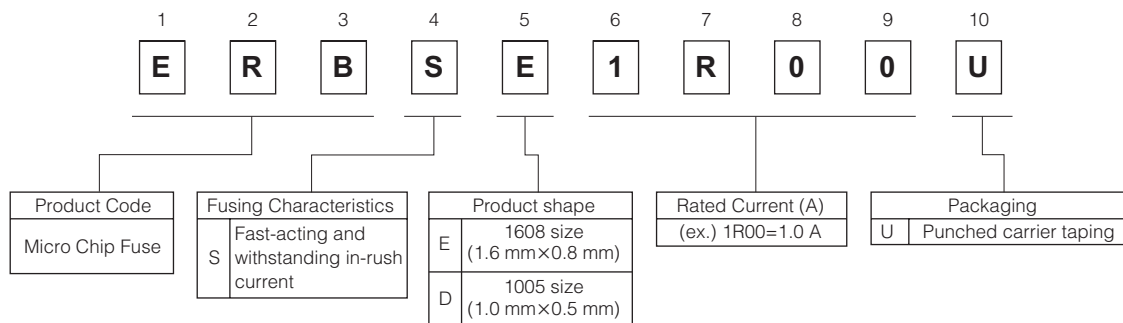 1 2 3 4 5 6 7 8 9 10
E R B S E 1 R 0 0 U
Product Code
Micro Chip Fuse
Fusing Characteristics
S
Fast-acting and
withstanding in-rush
current
Product shape
E
1608 size
(1.6 mm×0.8 mm)
D
1005 size
(1.0 mm×0.5 mm)
Rated Current (A)
(ex.) 1R00=1.0 A
Packaging
U Punched carrier taping